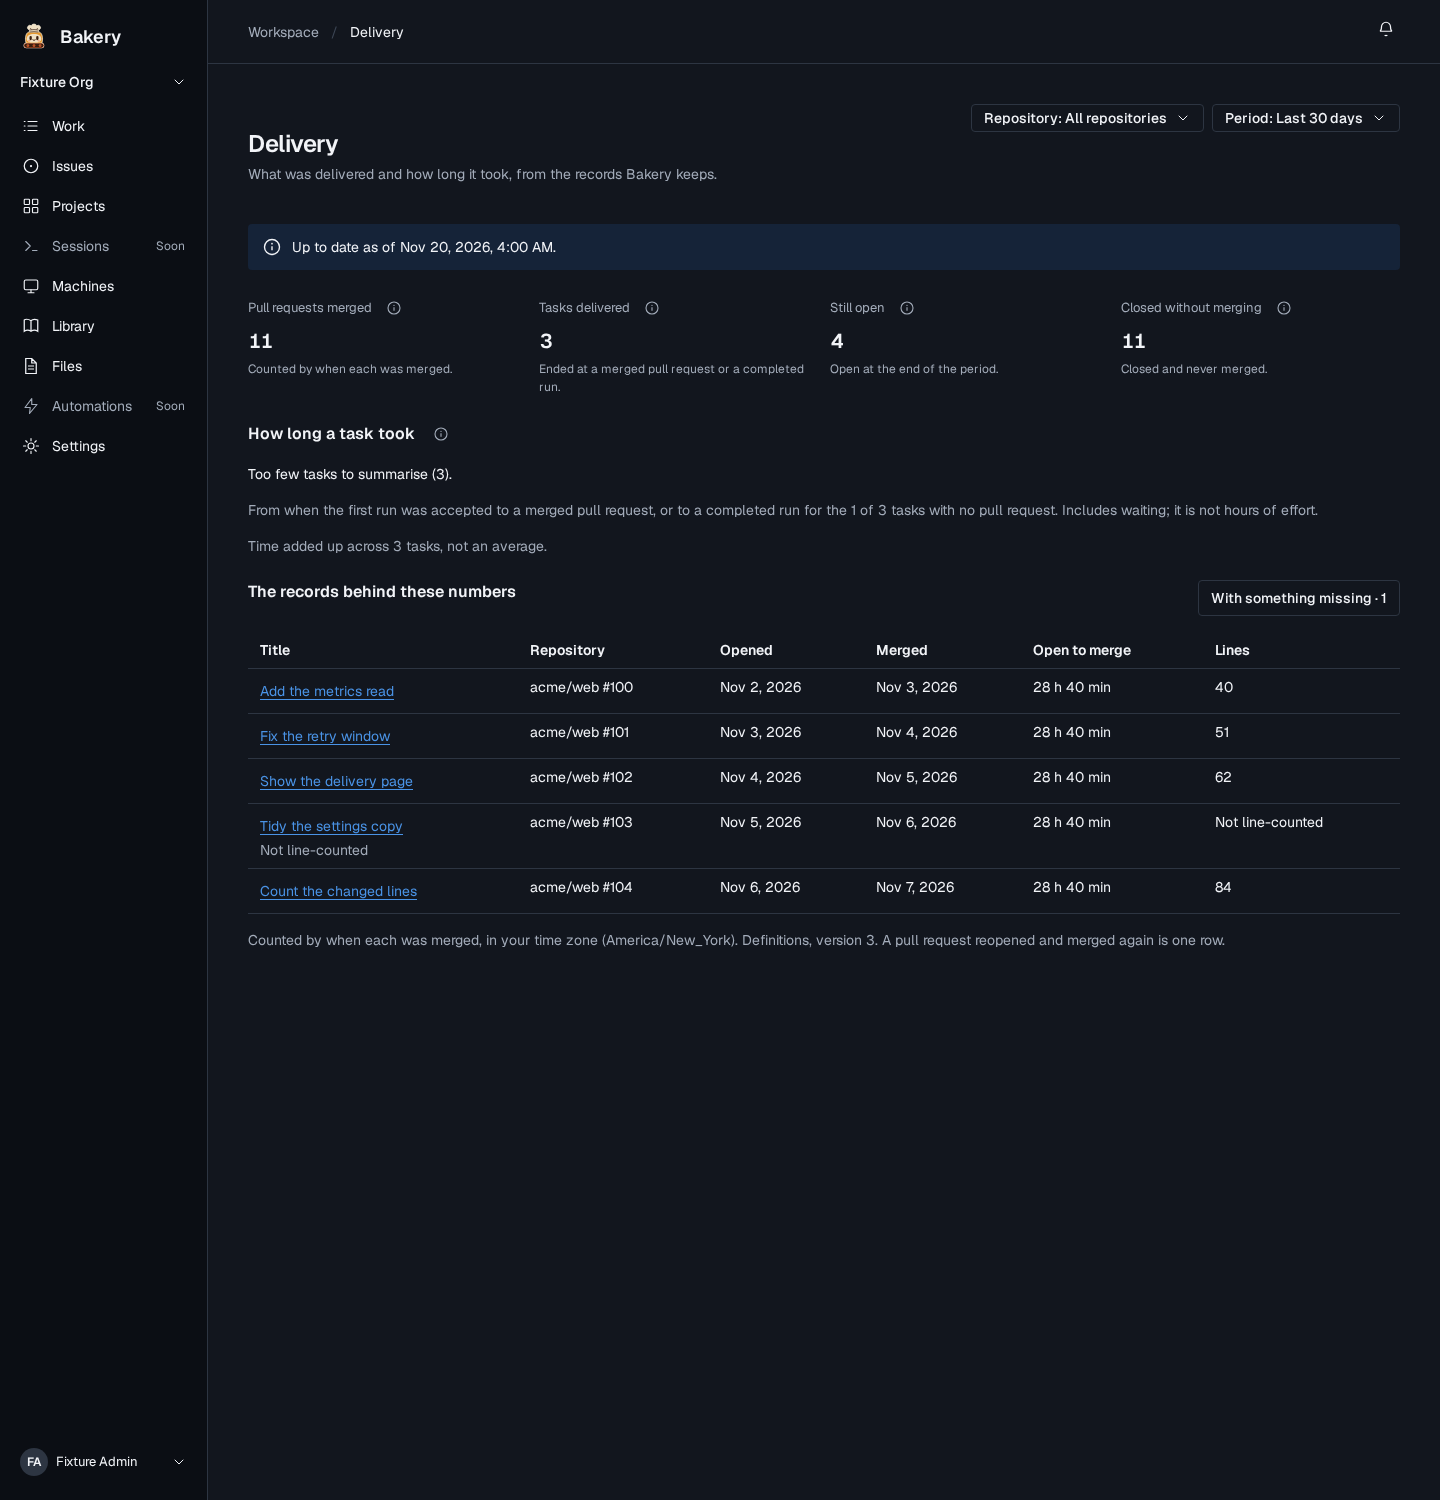 Bakery
Fixture Org
Work
Issues
Projects
Sessions Soon
Machines
Library
Files
Automations Soon
Settings
FA Fixture Admin
Workspace / Delivery
Repository: All repositories
Period: Last 30 days
Delivery
What was delivered and how long it took, from the records Bakery keeps.
Up to date as of Nov 20, 2026, 4:00 AM.
Pull requests merged
11
Counted by when each was merged.
Tasks delivered
3
Ended at a merged pull request or a completed
run.
Still open
4
Open at the end of the period.
Closed without merging
11
Closed and never merged.
How long a task took
Too few tasks to summarise (3).
From when the first run was accepted to a merged pull request, or to a completed run for the 1 of 3 tasks with no pull request. Includes waiting; it is not hours of effort.
Time added up across 3 tasks, not an average.
The records behind these numbers
With something missing · 1
Title Repository Opened Merged Open to merge Lines
Add the metrics read acme/web #100 Nov 2, 2026 Nov 3, 2026 28 h 40 min 40
Fix the retry window acme/web #101 Nov 3, 2026 Nov 4, 2026 28 h 40 min 51
Show the delivery page acme/web #102 Nov 4, 2026 Nov 5, 2026 28 h 40 min 62
Tidy the settings copy acme/web #103 Nov 5, 2026 Nov 6, 2026 28 h 40 min Not line-counted
Not line-counted
Count the changed lines acme/web #104 Nov 6, 2026 Nov 7, 2026 28 h 40 min 84
Counted by when each was merged, in your time zone (America/New_York). Definitions, version 3. A pull request reopened and merged again is one row.